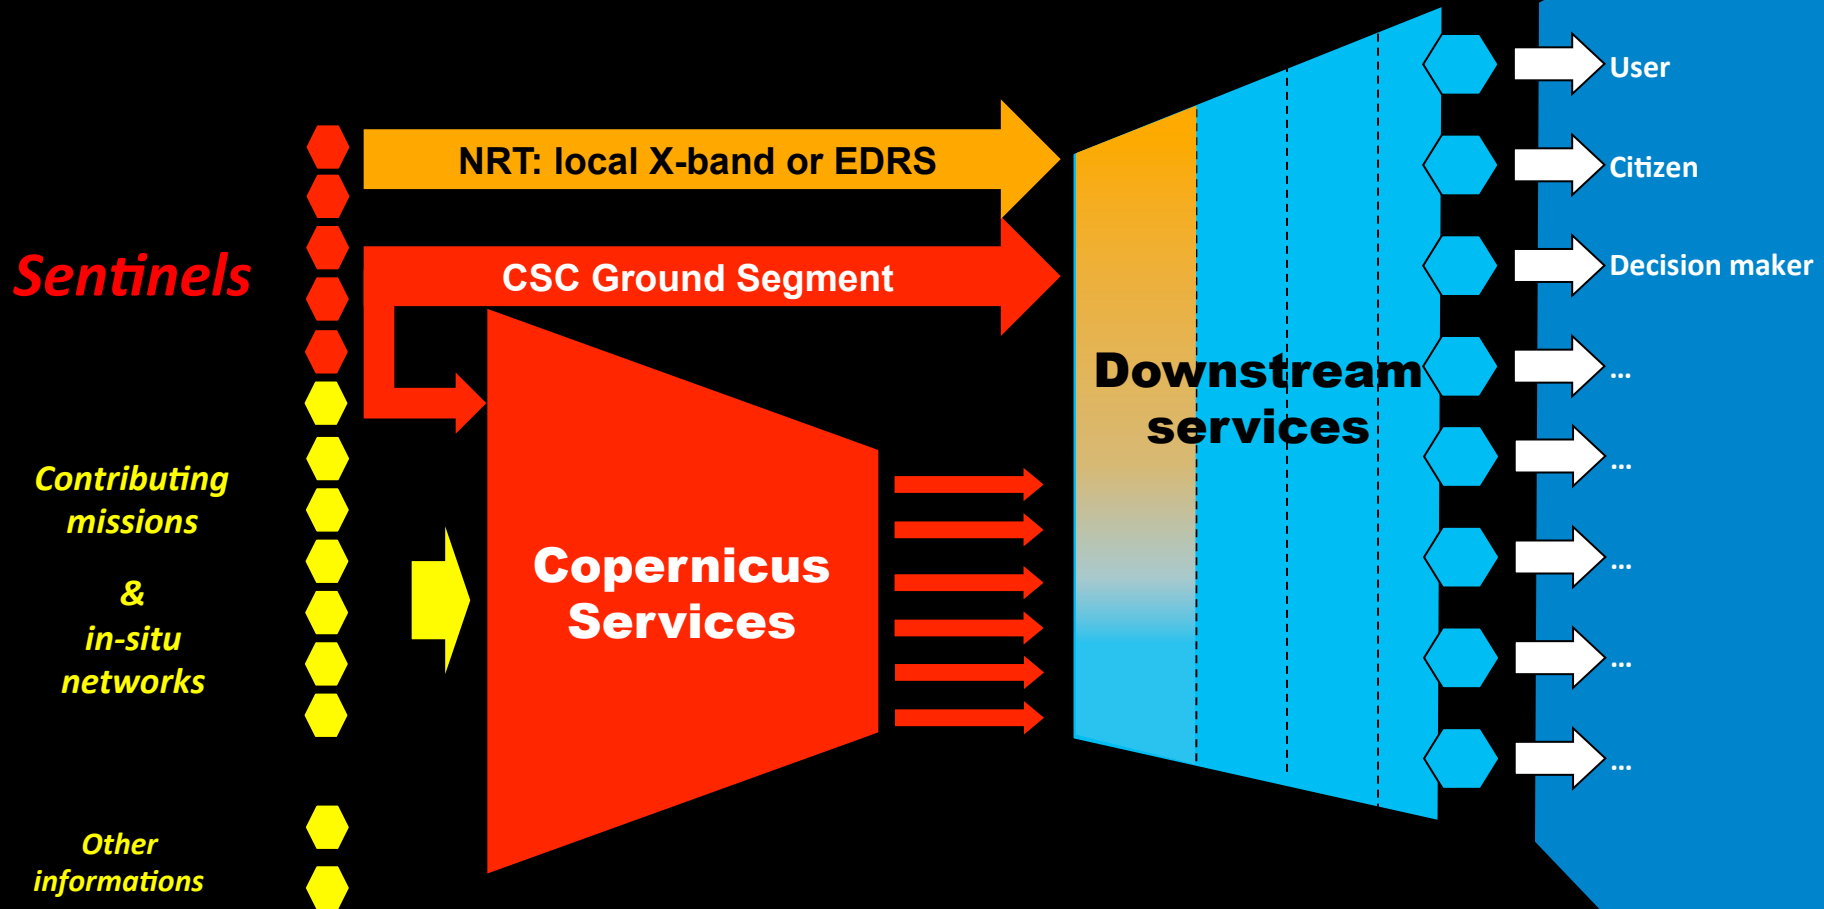 Sentinels
Contributing
missions
&
in-situ
networks
Other
informations
NRT: local X-band or EDRS
CSC Ground Segment
Copernicus
Services
Downstream
services
User
Citizen
Decision maker
...
...
...
...
...